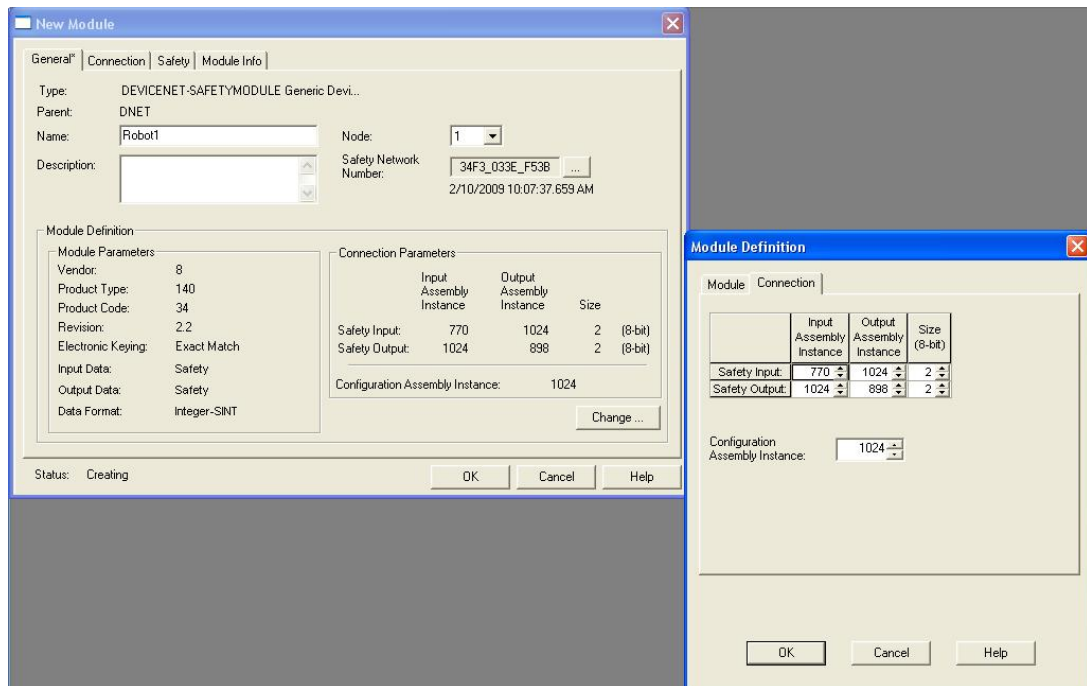 New Module
General* Connection Safety Module Info
Type: DEVICENET-SAFETYMODULE Generic Devi...
Parent: DNET
Name: Robot1 Node: 1
Description: Safety Network Number: 34F3_033E_F53B ...
2/10/2009 10:07:37.659 AM
Module Definition
Module Parameters
Vendor: 8
Product Type: 140
Product Code: 34
Revision: 2.2
Electronic Keying: Exact Match
Input Data: Safety
Output Data: Safety
Data Format: Integer-SINT
Connection Parameters
Input Assembly Instance Output Assembly Instance Size
Safety Input: 770 1024 2 (8-bit)
Safety Output: 1024 898 2 (8-bit)
Configuration Assembly Instance: 1024
Change ...
Status: Creating OK Cancel Help
Module Definition
Module Connection
Input Assembly Instance Output Assembly Instance Size (8-bit)
Safety Input: 770 1024 2
Safety Output: 1024 898 2
Configuration Assembly Instance: 1024
OK Cancel Help